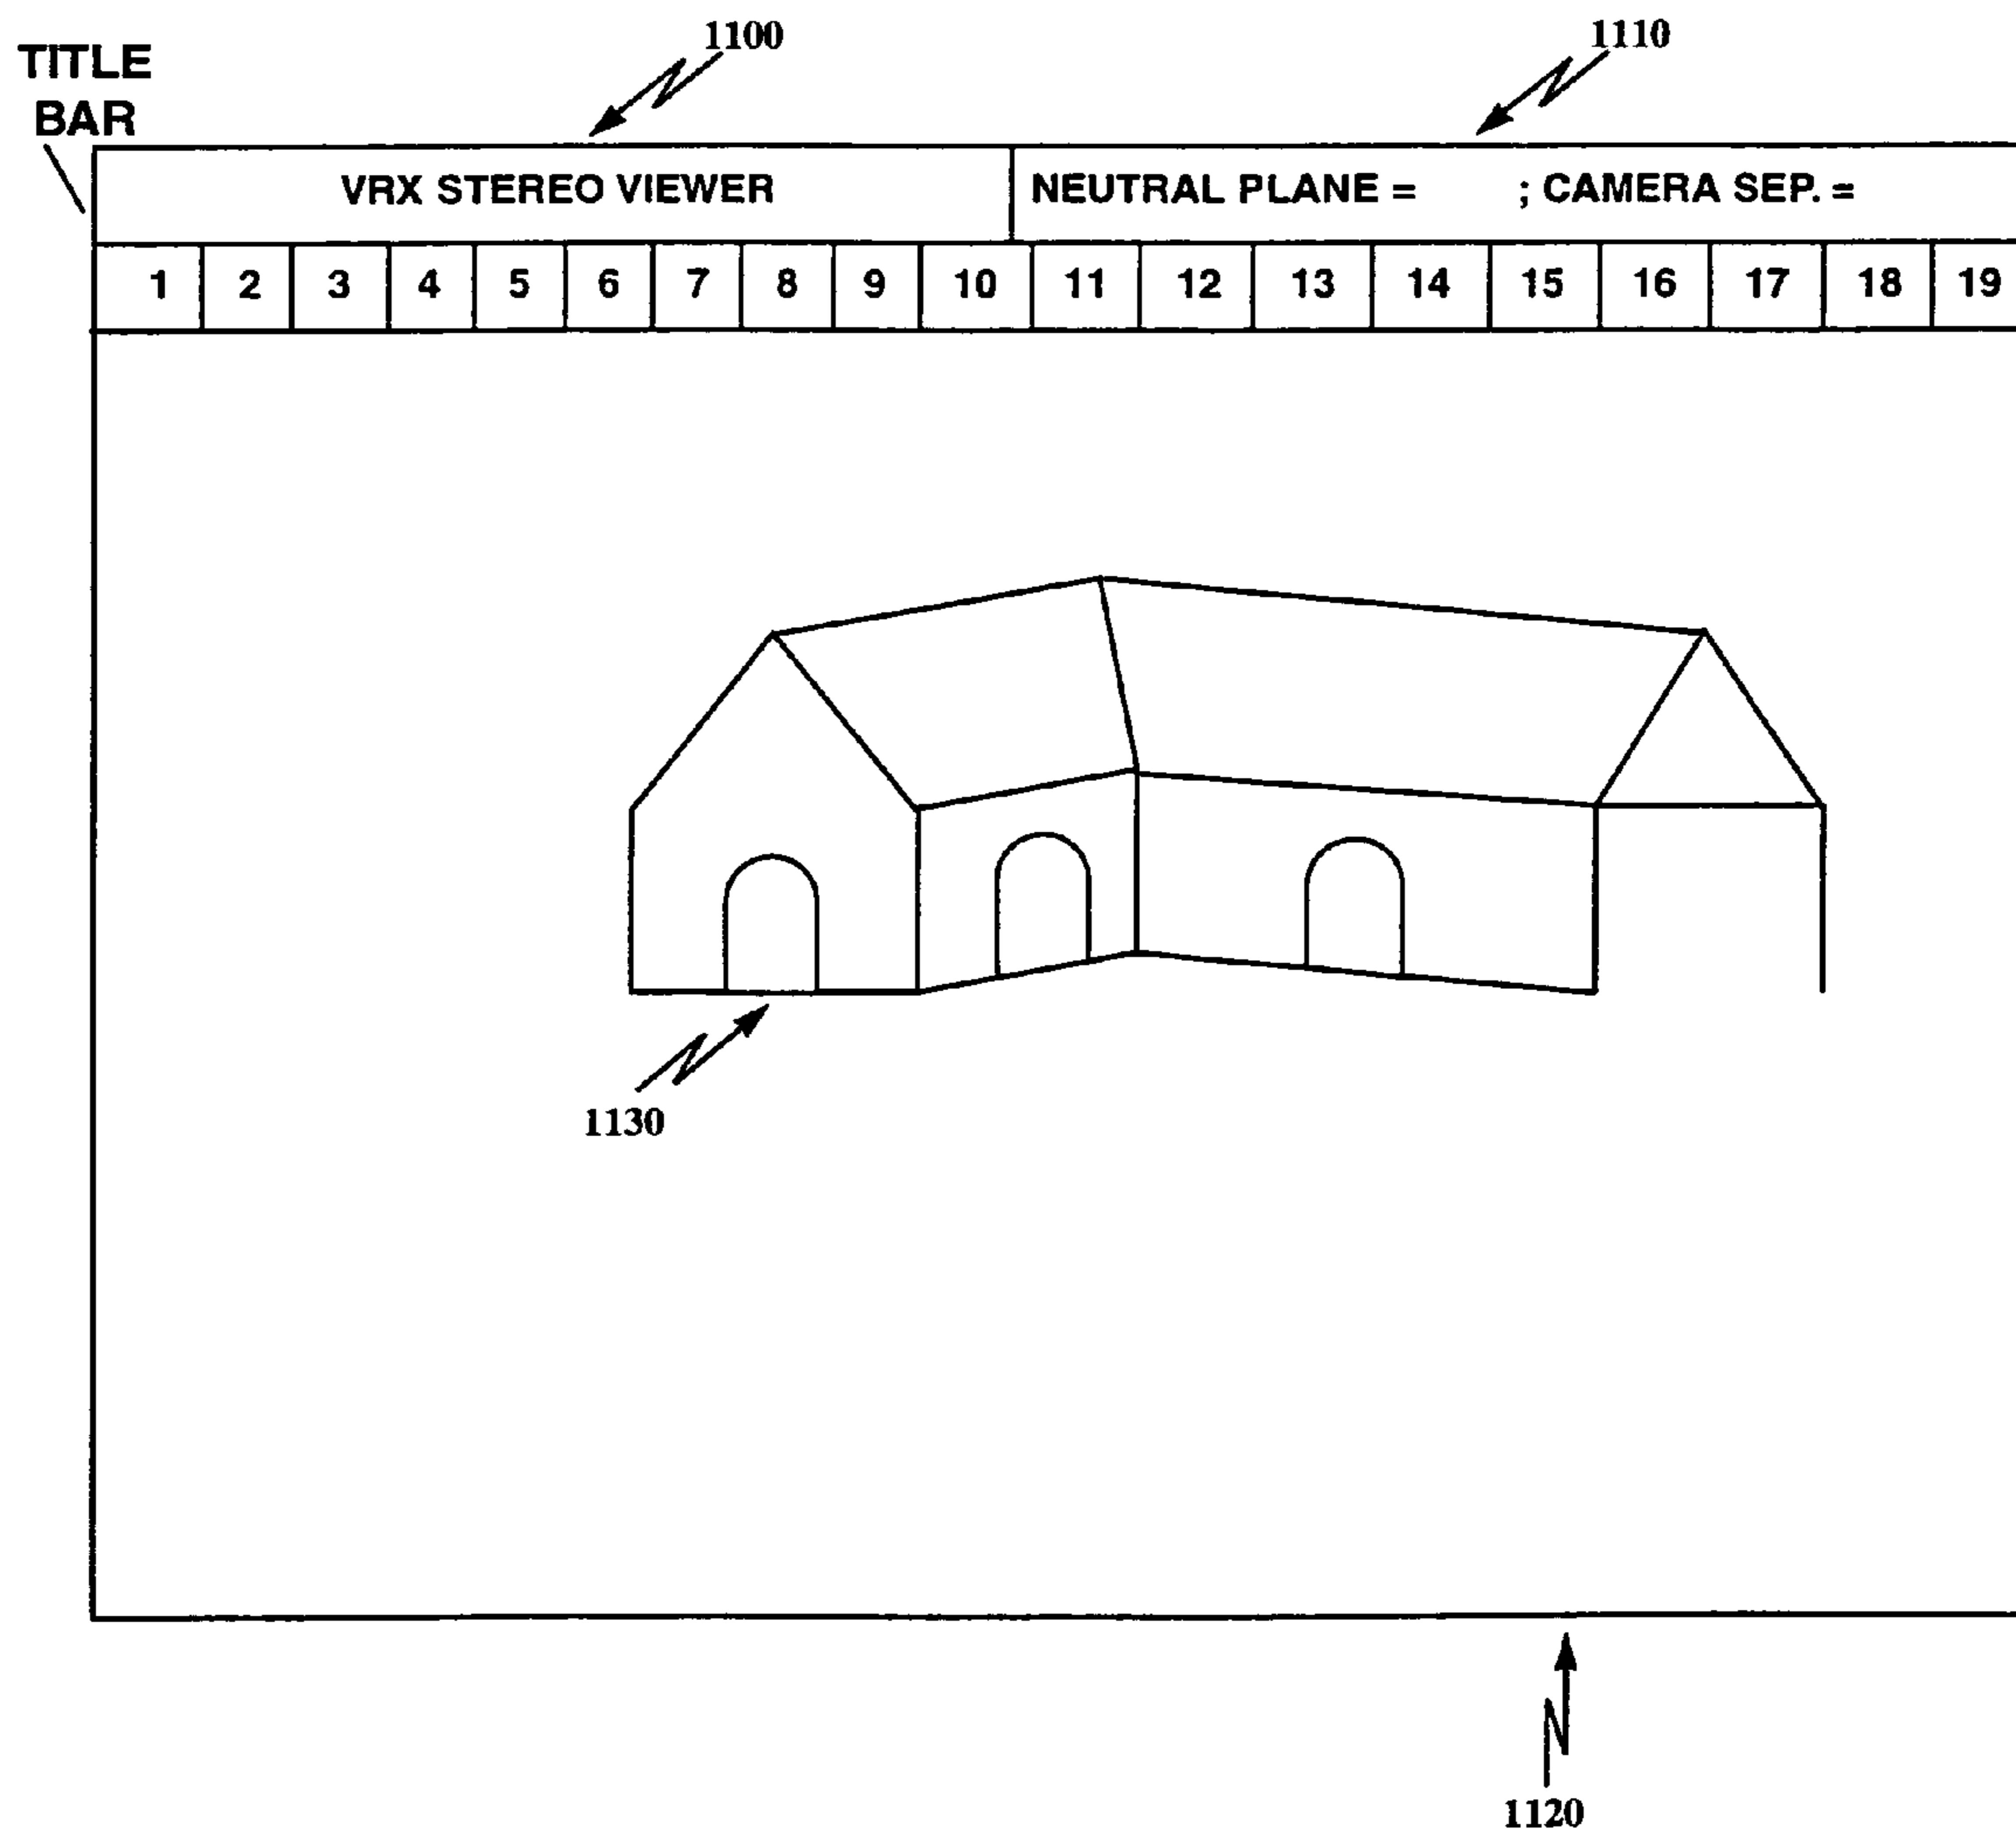 1100
1110
TITLE
BAR
VRX STEREO VIEWER
NEUTRAL PLANE = ; CAMERA SEP. =
1 2 3 4 5 6 7 8 9 10 11 12 13 14 15 16 17 18 19
1130
1120